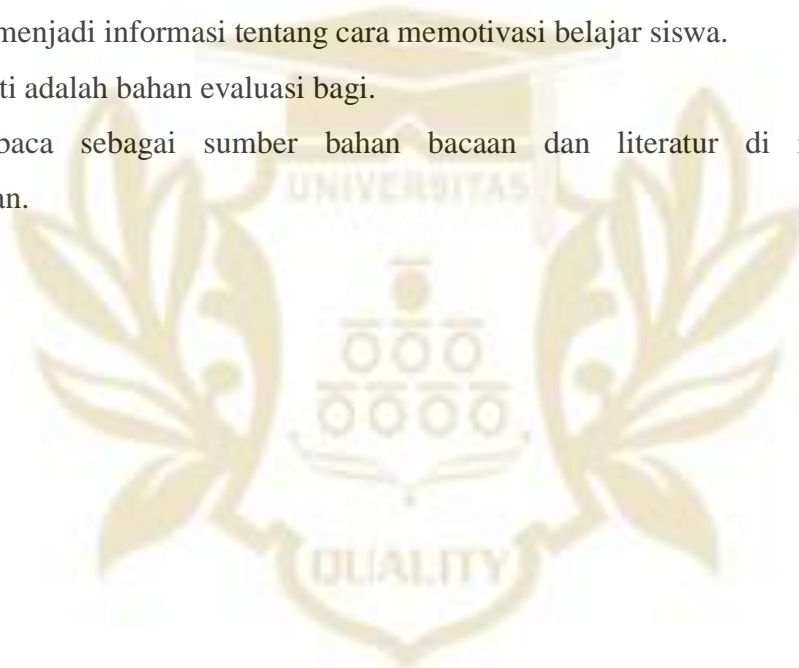 menjadi informasi tentang cara memotivasi belajar siswa.
ti adalah bahan evaluasi bagi.
baca sebagai sumber bahan bacaan dan literatur di
an.
UNIVERSITAS
QUALITY